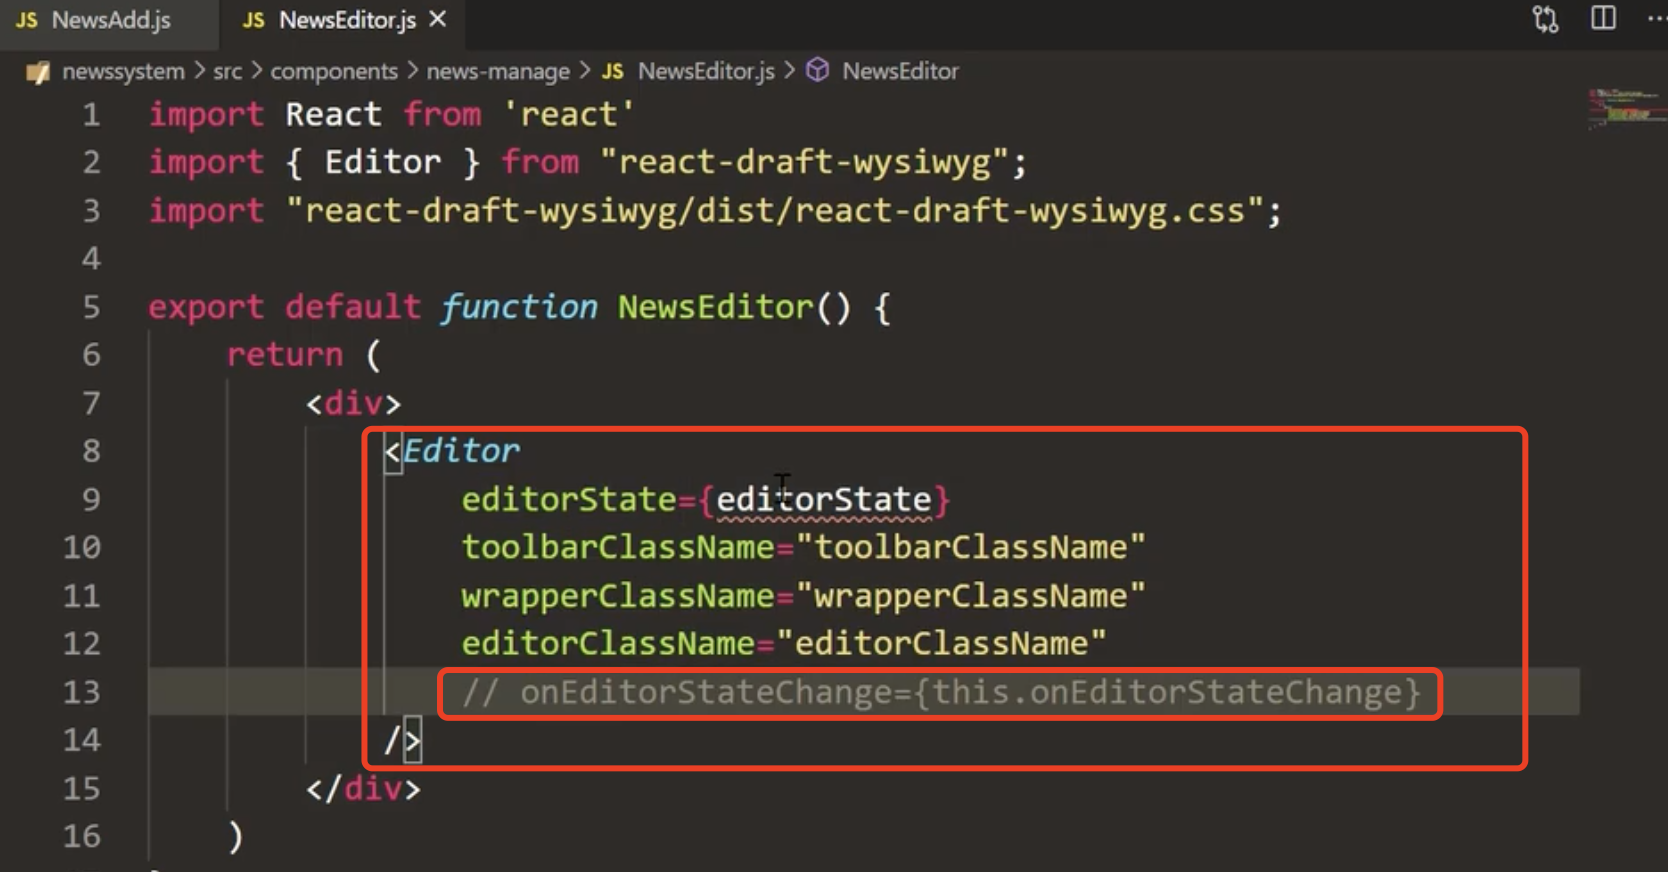 JS NewsAdd.js JS NewsEditor.js ×
newssystem > src > components > news-manage > JS NewsEditor.js > NewsEditor
1 import React from 'react'
2 import { Editor } from "react-draft-wysiwyg";
3 import "react-draft-wysiwyg/dist/react-draft-wysiwyg.css";
4
5 export default function NewsEditor() {
6 return (
7 <div>
8 <Editor
9 editorState={editorState}
10 toolbarClassName="toolbarClassName"
11 wrapperClassName="wrapperClassName"
12 editorClassName="editorClassName"
13 // onEditorStateChange={this.onEditorStateChange}
14 />
15 </div>
16 )